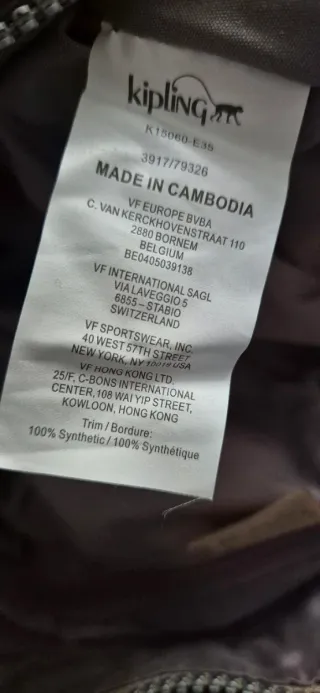 kipling
K15060-E35
3917/79326
MADE IN CAMBODIA
VF EUROPE BVBA
C. VAN KERCKHOVENSTRAAT 110
2880 BORNEM
BELGIUM
BE0405039138
VF INTERNATIONAL SAGL
VIA LAVEGGIO 5
6855 – STABIO
SWITZERLAND
VF SPORTSWEAR, INC.
40 WEST 57TH STREET
NEW YORK, NY 10019 USA
VF HONG KONG LTD.
25/F, C-BONS INTERNATIONAL
CENTER, 108 WAI YIP STREET,
KOWLOON, HONG KONG
Trim / Bordure:
100% Synthetic / 100% Synthétique